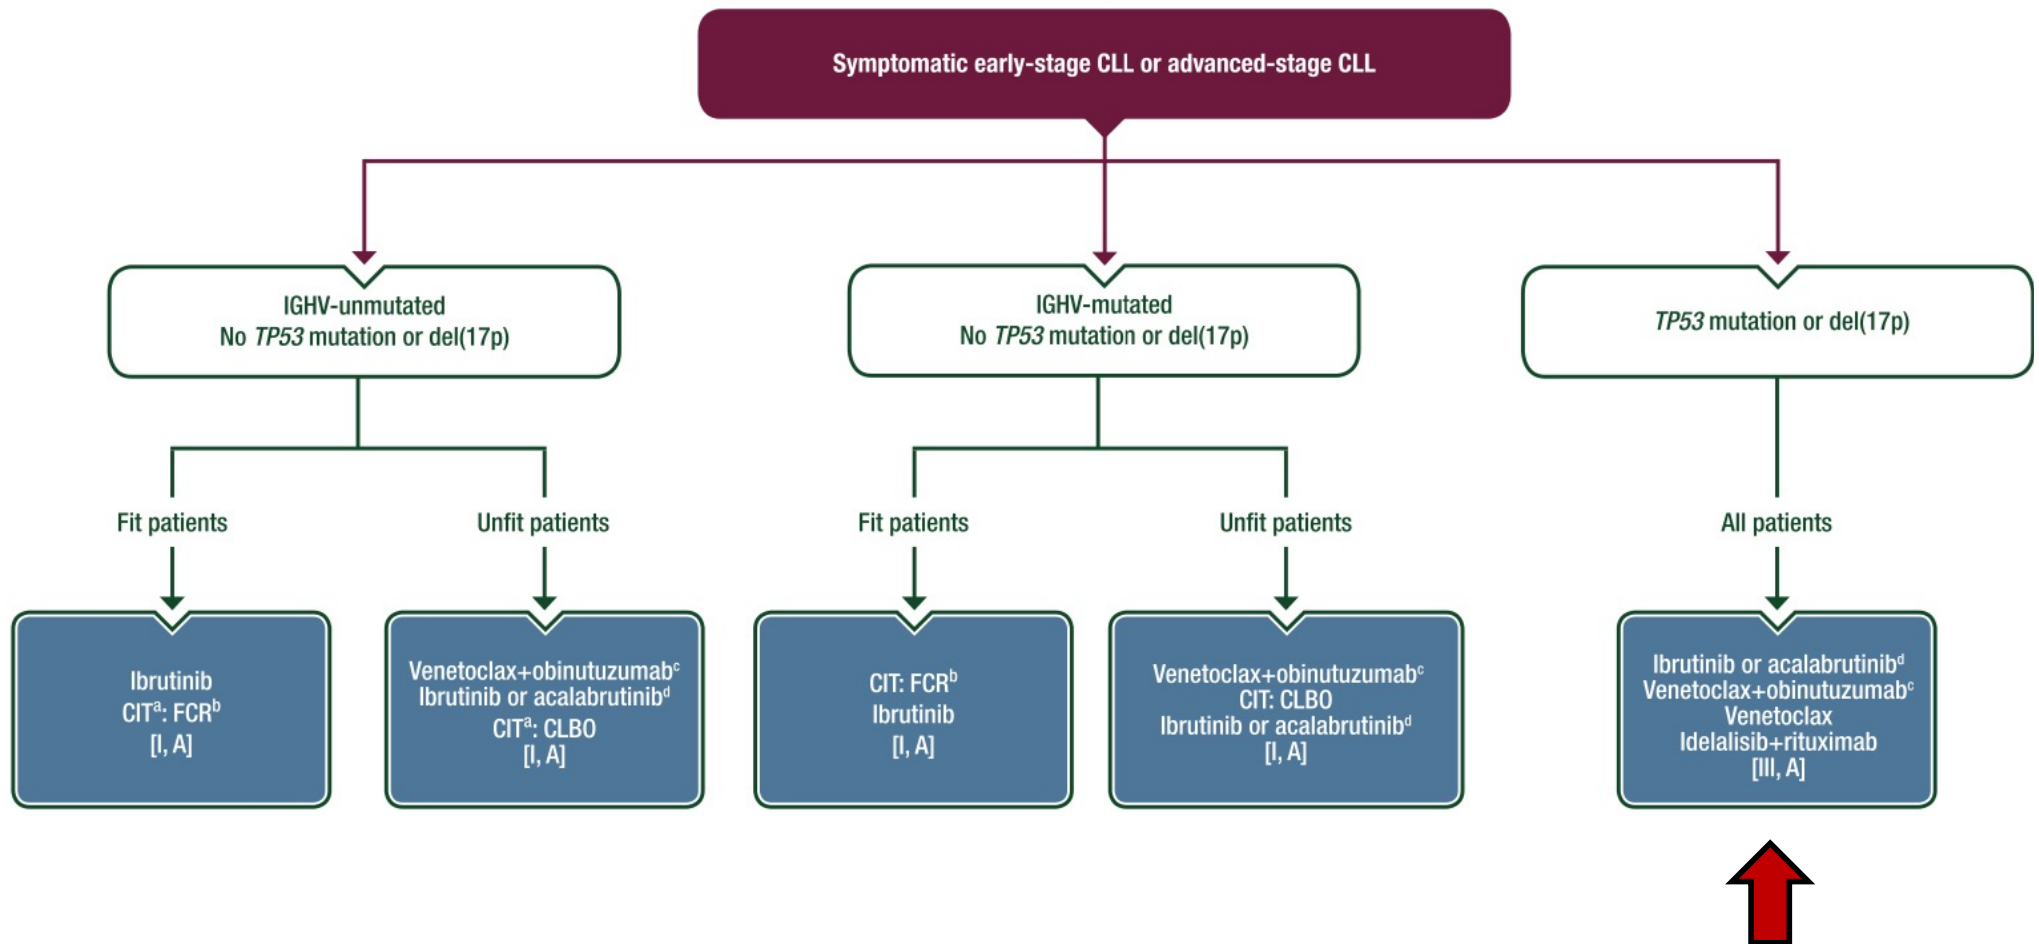 Symptomatic early-stage CLL or advanced-stage CLL
IGHV-unmutated
No TP53 mutation or del(17p)
IGHV-mutated
No TP53 mutation or del(17p)
TP53 mutation or del(17p)
Fit patients
Unfit patients
Fit patients
Unfit patients
All patients
Ibrutinib
CITᵃ: FCRᵇ
[I, A]
Venetoclax+obinutuzumabᶜ
Ibrutinib or acalabrutinibᵈ
CITᵃ: CLBO
[I, A]
CIT: FCRᵇ
Ibrutinib
[I, A]
Venetoclax+obinutuzumabᶜ
CIT: CLBO
Ibrutinib or acalabrutinibᵈ
[I, A]
Ibrutinib or acalabrutinibᵈ
Venetoclax+obinutuzumabᶜ
Venetoclax
Idelalisib+rituximab
[III, A]